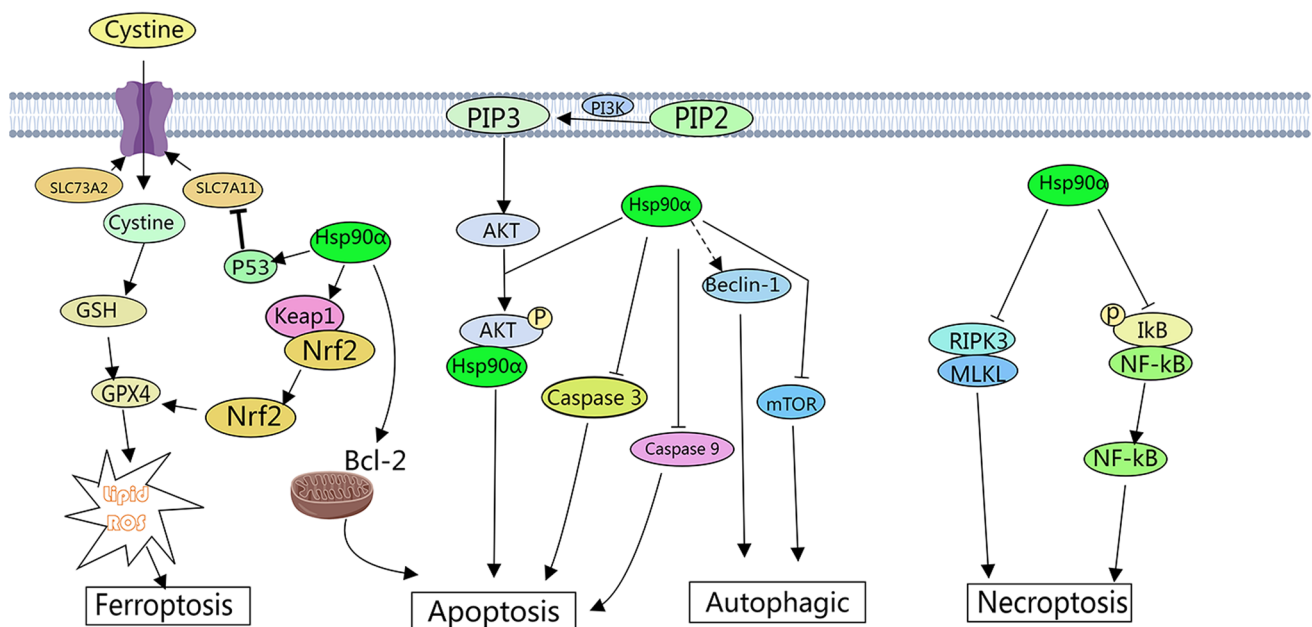 Cystine
PIP3
PI3K
PIP2
SLC73A2
SLC7A11
Hsp90α
Hsp90α
Cystine
Hsp90α
AKT
P53
Beclin-1
GSH
Keap1
AKT
P
p
IkB
Nrf2
RIPK3
Hsp90α
NF-kB
MLKL
GPX4
Nrf2
Caspase 3
mTOR
Caspase 9
Bcl-2
NF-kB
Lipid
ROS
Ferroptosis
Apoptosis
Autophagic
Necroptosis